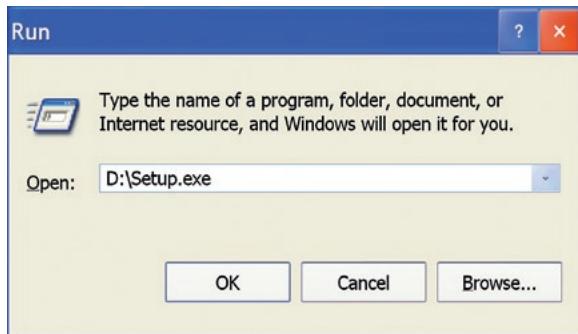 Run
Type the name of a program, folder, document, or
Internet resource, and Windows will open it for you.
Open: D:\Setup.exe
OK Cancel Browse...